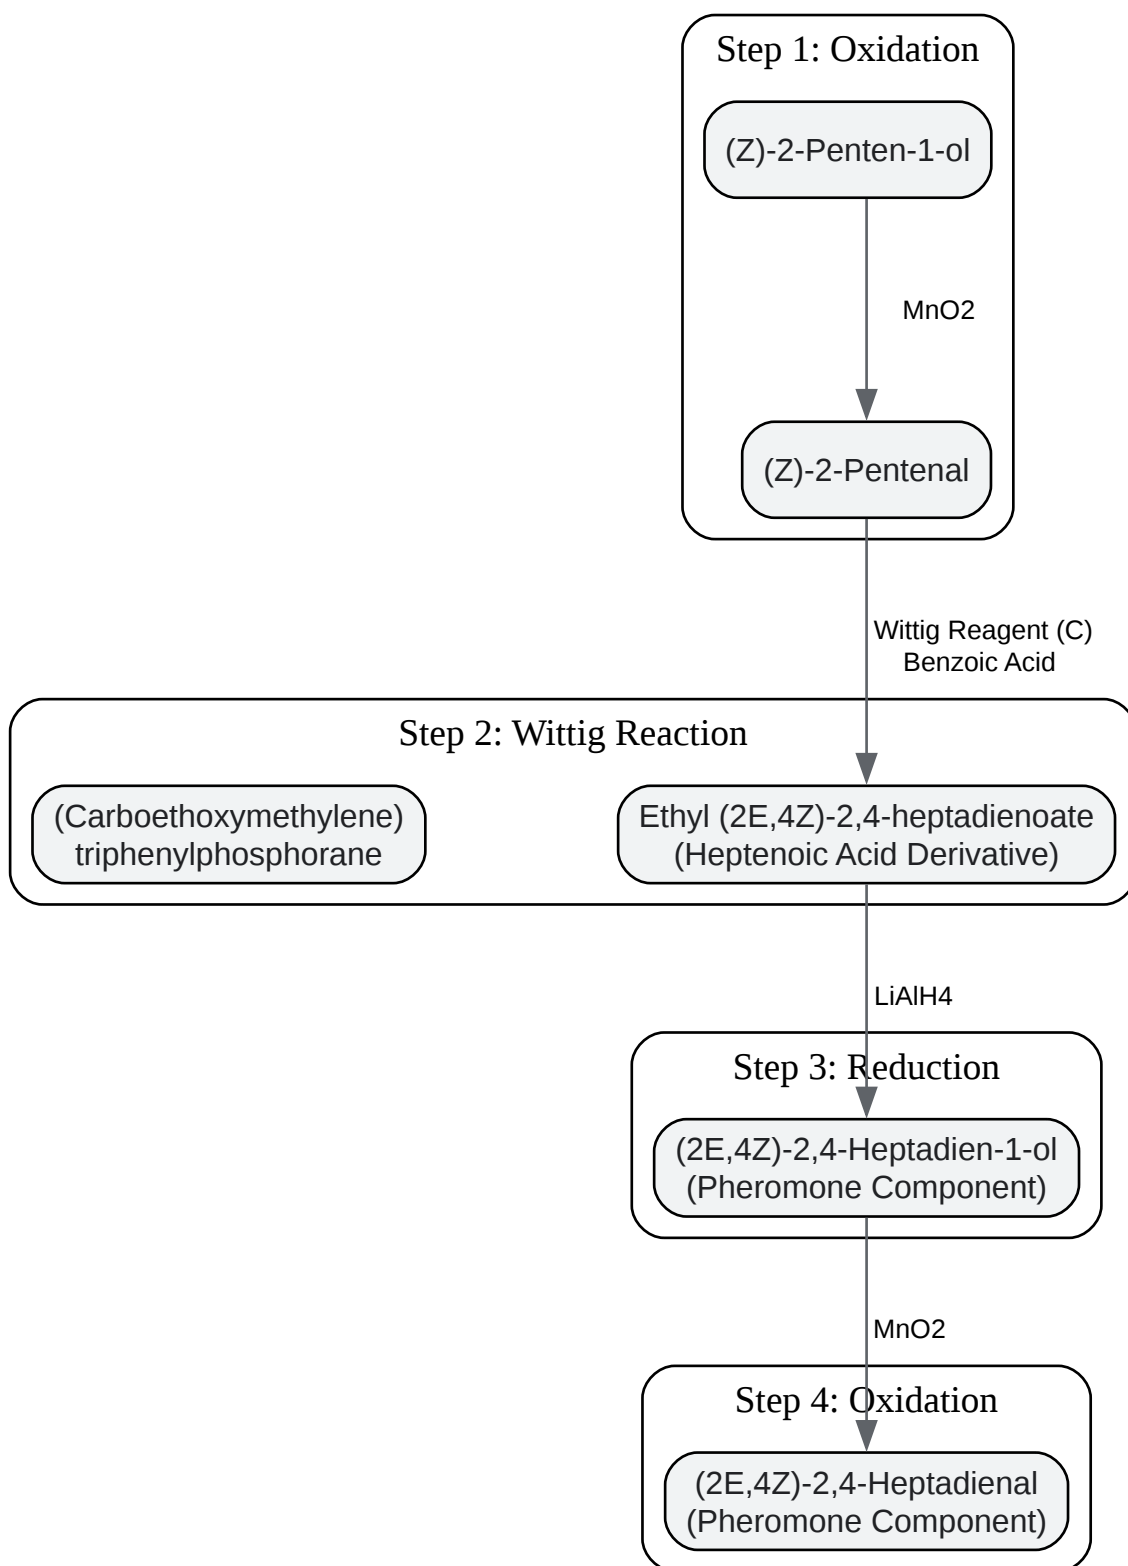 Step 1: Oxidation
(Z)-2-Penten-1-ol
MnO2
(Z)-2-Pentenal
Wittig Reagent (C)
Benzoic Acid
Step 2: Wittig Reaction
(Carboethoxymethylene)
triphenylphosphorane
Ethyl (2E,4Z)-2,4-heptadienoate
(Heptenoic Acid Derivative)
LiAlH4
Step 3: Reduction
(2E,4Z)-2,4-Heptadien-1-ol
(Pheromone Component)
MnO2
Step 4: Oxidation
(2E,4Z)-2,4-Heptadienal
(Pheromone Component)